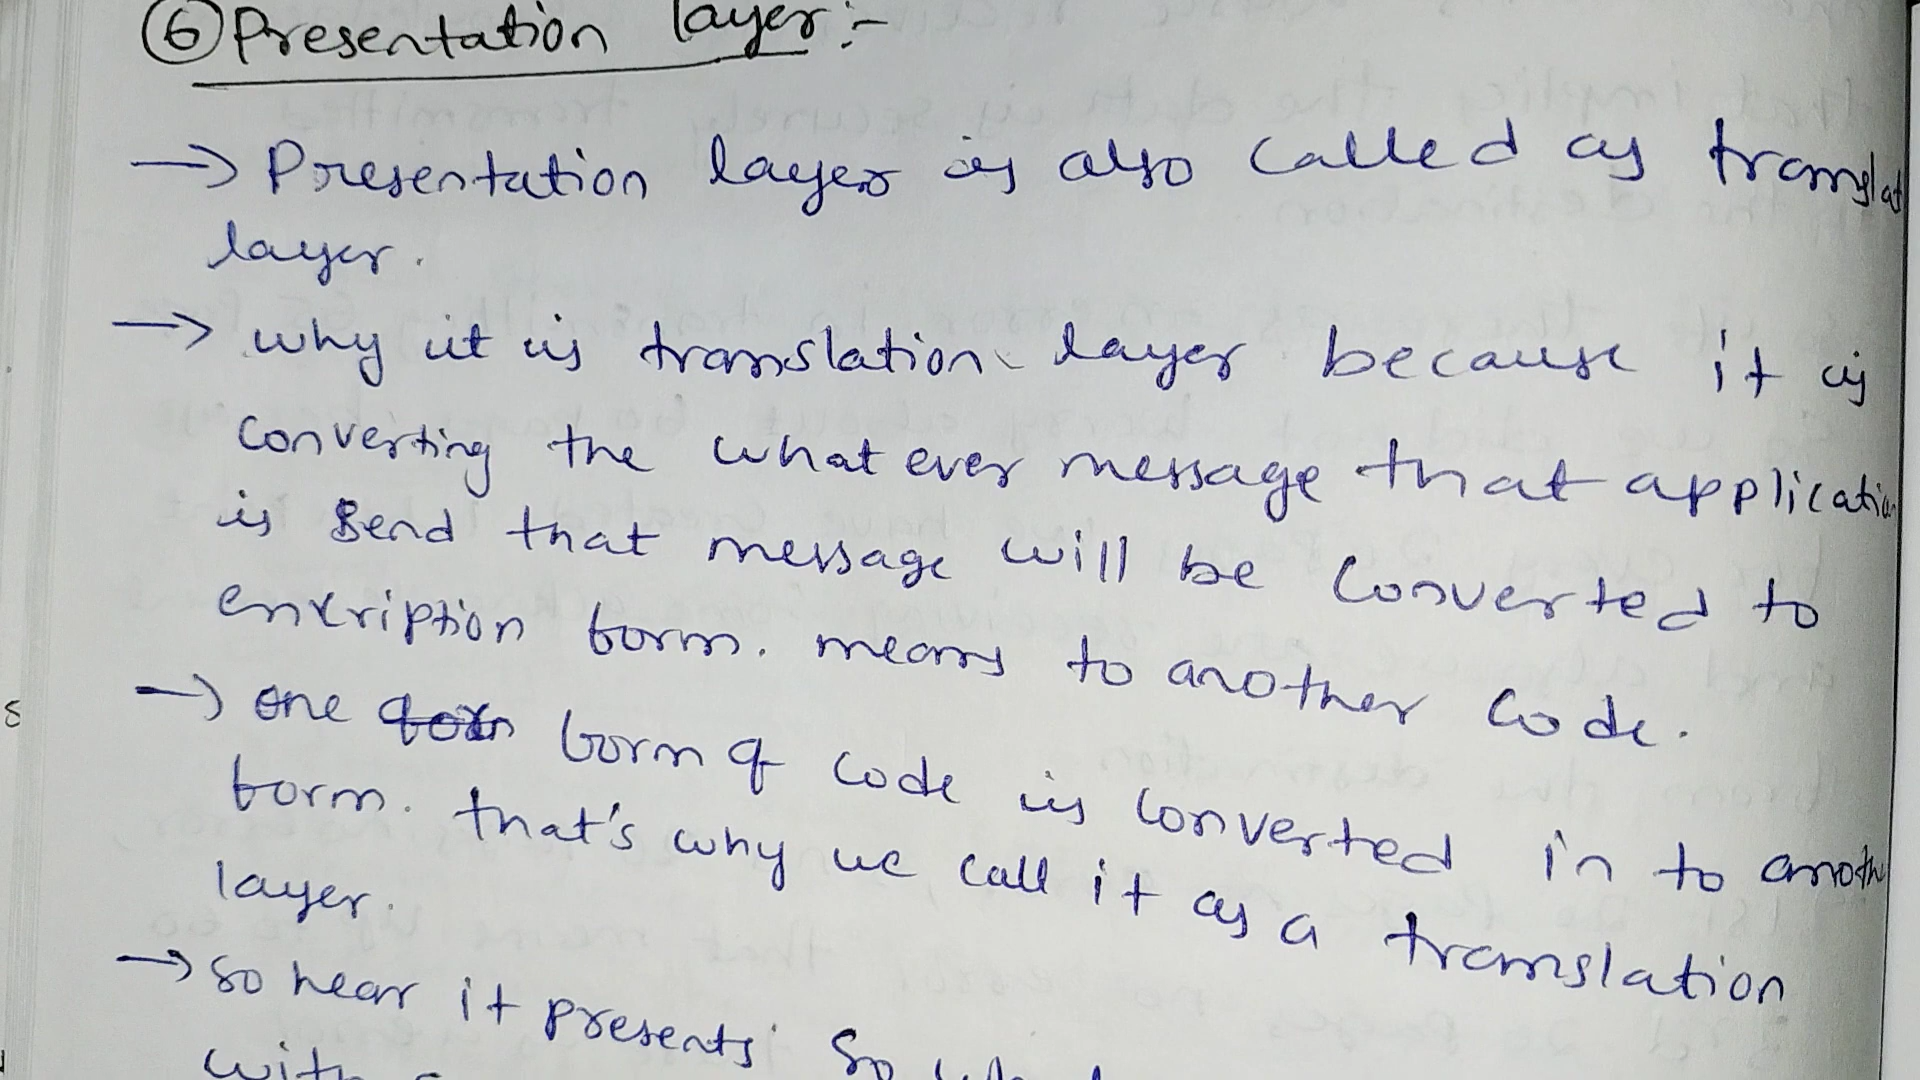 ⑥ Presentation layer:-
→ Presentation layer is also called as translat
layer.
→ why it is translation layer because it is
converting the what ever message that applicatio
is send that message will be converted to
encription form. means to another code.
→ one form form of code is converted in to anoth
form. that's why we call it as a translation
layer.
→ so hear it presents so
with